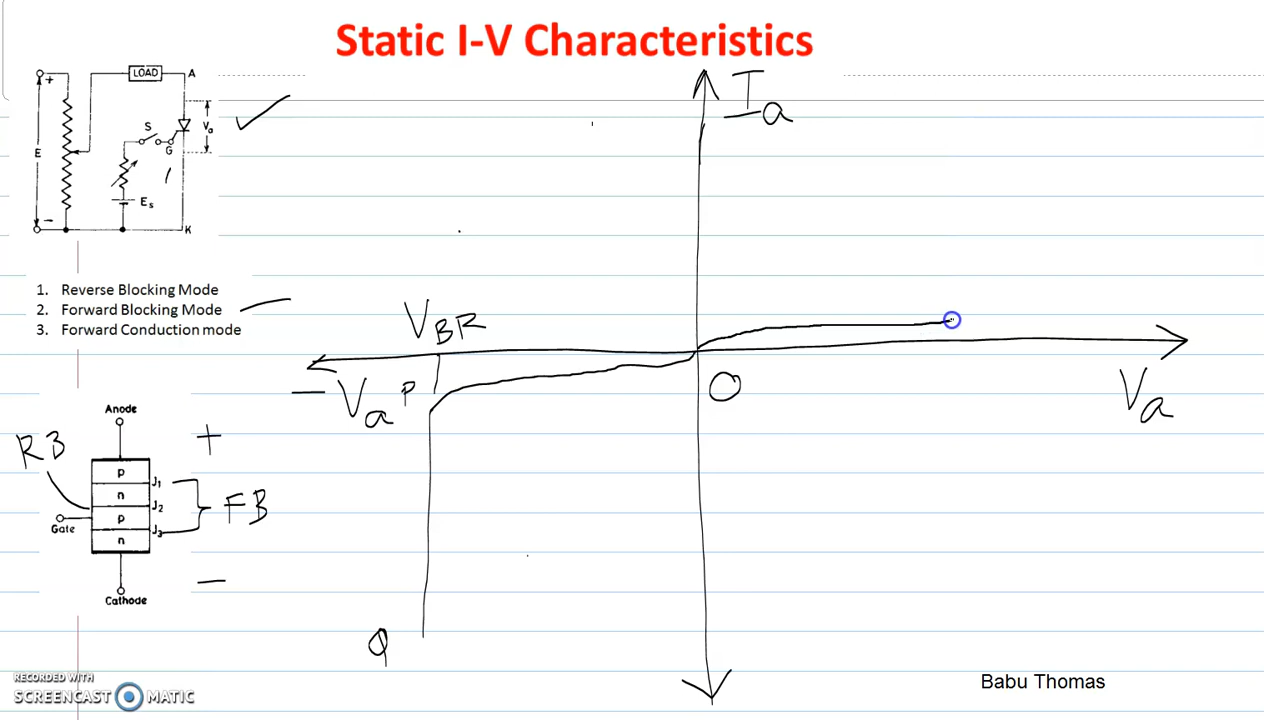 Static I-V Characteristics
LOAD
A
+
S
Va
E
G
Es
−
K
Ia
1. Reverse Blocking Mode
2. Forward Blocking Mode
3. Forward Conduction mode
VBR
− Va
P
O
Va
Anode
+
RB
p
J1
n
J2
FB
Gate
p
J3
n
−
Cathode
Q
RECORDED WITH
SCREENCAST MATIC
Babu Thomas